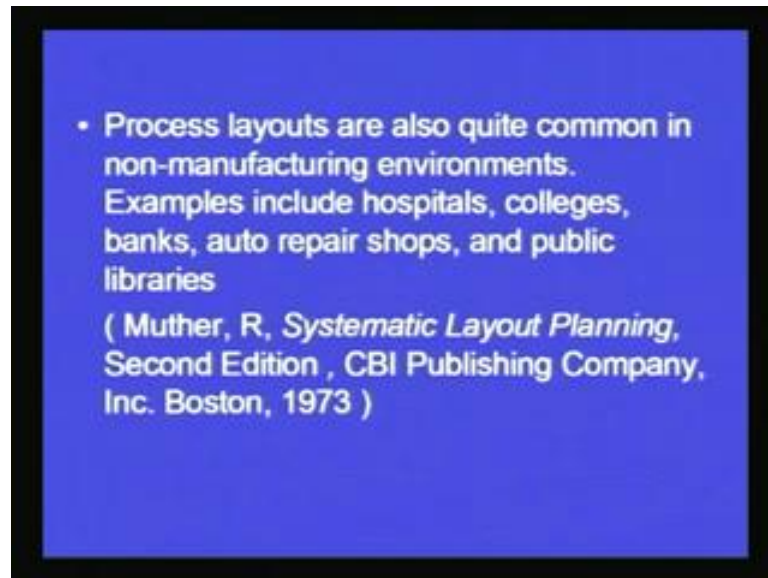 • Process layouts are also quite common in
non-manufacturing environments.
Examples include hospitals, colleges,
banks, auto repair shops, and public
libraries
( Muther, R, Systematic Layout Planning,
Second Edition , CBI Publishing Company,
Inc. Boston, 1973 )